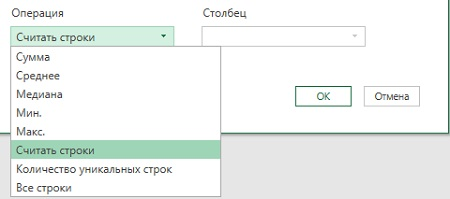 Операция Столбец
Считать строки
Сумма
Среднее
Медиана
Мин.
Макс.
Считать строки
Количество уникальных строк
Все строки
ОК Отмена